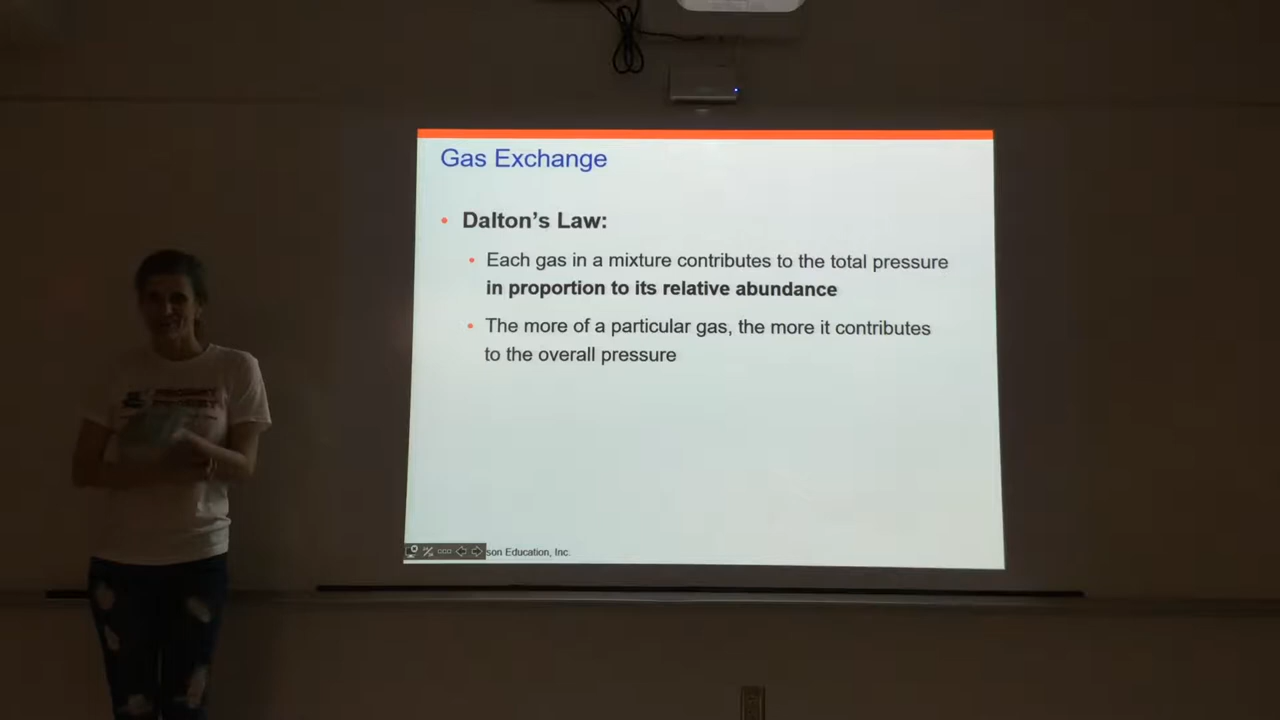 Gas Exchange
• Dalton’s Law:
• Each gas in a mixture contributes to the total pressure
in proportion to its relative abundance
• The more of a particular gas, the more it contributes
to the overall pressure
son Education, Inc.